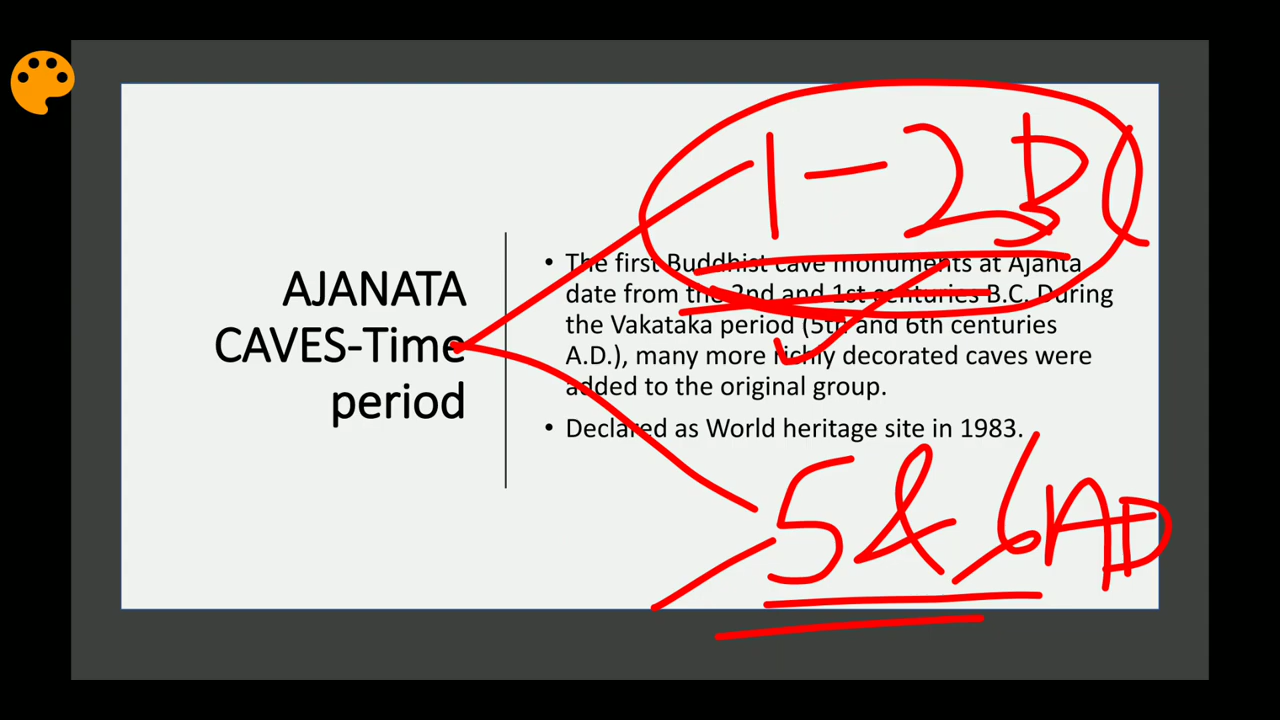 1-2BC
AJANATA
CAVES-Time
period
• The first Buddhist cave monuments at Ajanta
date from the 2nd and 1st centuries B.C. During
the Vakataka period (5th and 6th centuries
A.D.), many more richly decorated caves were
added to the original group.
• Declared as World heritage site in 1983.
5 & 6 AD